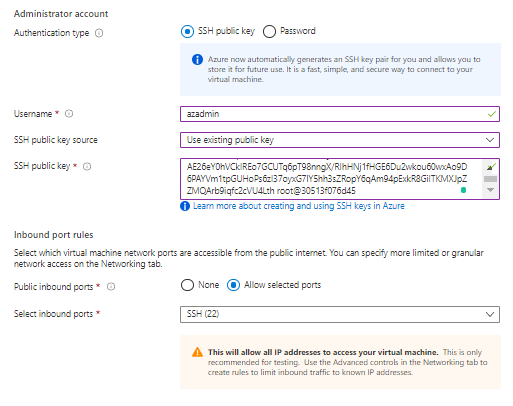 Administrator account
Authentication type
SSH public key
Password
Azure now automatically generates an SSH key pair for you and allows you to
store it for future use. It is a fast, simple, and secure way to connect to your
virtual machine.
Username *
azadmin
SSH public key source
Use existing public key
SSH public key *
AE26eY0hVCklREo7GCUTq6pT98nngX/RlhHNj1fHGE6Du2wkou60wxAo9D
6PAYVm1tpGUHoPs6zI37oyxG7lY5hh3sZRopY6qAm94pExkR8GiITKMXJpZ
ZMQArb9iqfc2cVU4Lth root@30513f076d45
Learn more about creating and using SSH keys in Azure
Inbound port rules
Select which virtual machine network ports are accessible from the public internet. You can specify more limited or granular
network access on the Networking tab.
Public inbound ports *
None
Allow selected ports
Select inbound ports *
SSH (22)
This will allow all IP addresses to access your virtual machine. This is only
recommended for testing. Use the Advanced controls in the Networking tab to
create rules to limit inbound traffic to known IP addresses.